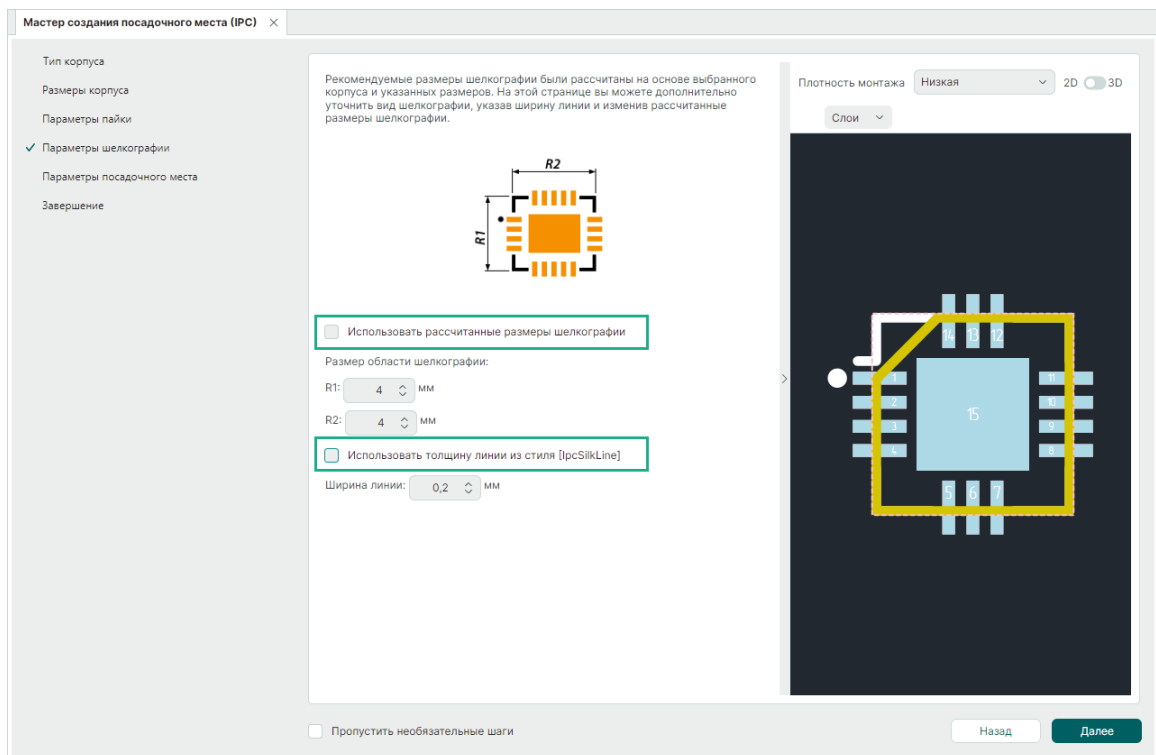 Мастер создания посадочного места (IPC)
Тип корпуса
Размеры корпуса
Параметры пайки
Параметры шелкографии
Параметры посадочного места
Завершение
Рекомендуемые размеры шелкографии были рассчитаны на основе выбранного
корпуса и указанных размеров. На этой странице вы можете дополнительно
уточнить вид шелкографии, указав ширину линии и изменив рассчитанные
размеры шелкографии.
R2
R1
Использовать рассчитанные размеры шелкографии
Размер области шелкографии:
R1: 4 мм
R2: 4 мм
Использовать толщину линии из стиля [IpcSilkLine]
Ширина линии: 0,2 мм
Плотность монтажа Низкая 2D 3D
Слои
14 13 12
1 11
2 10
15
3 9
4 8
5 6 7
Пропустить необязательные шаги
Назад Далее